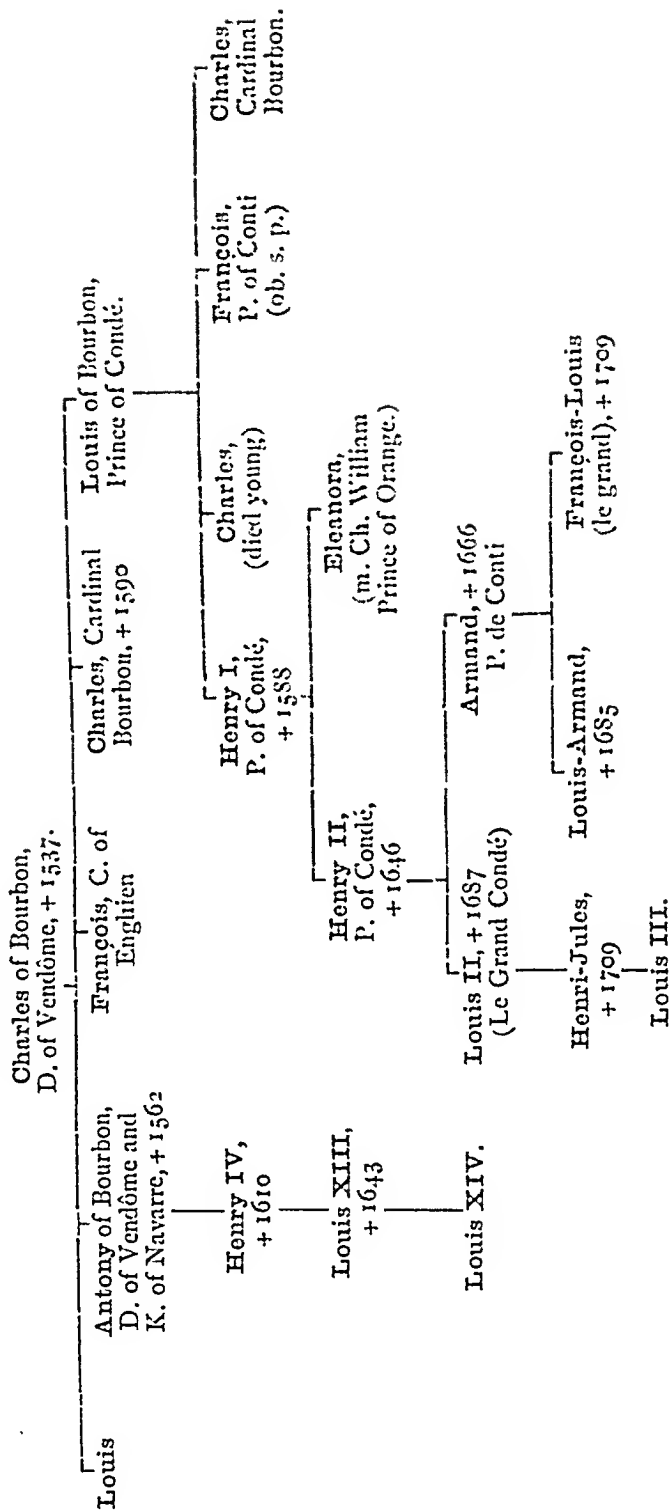 Charles of Bourbon,
D. of Vendôme, + 1537.
Louis
Antony of Bourbon,
D. of Vendôme and
K. of Navarre, + 1562
François, C. of
Enghien
Charles, Cardinal
Bourbon, + 1590
Louis of Bourbon,
Prince of Condé.
Henry IV,
+ 1610
Louis XIII,
+ 1643
Louis XIV.
Henry I,
P. of Condé,
+ 1588
Charles,
(died young)
François,
P. of Conti
(ob. s. p.)
Charles,
Cardinal
Bourbon.
Henry II,
P. of Condé,
+ 1646
Eleanora,
(m. Ch. William
Prince of Orange.)
Louis II, + 1687
(Le Grand Condé)
Armand, + 1666
P. de Conti
Henri-Jules,
+ 1709
Louis-Armand,
+ 1685
François-Louis
(le grand), + 1709
Louis III.